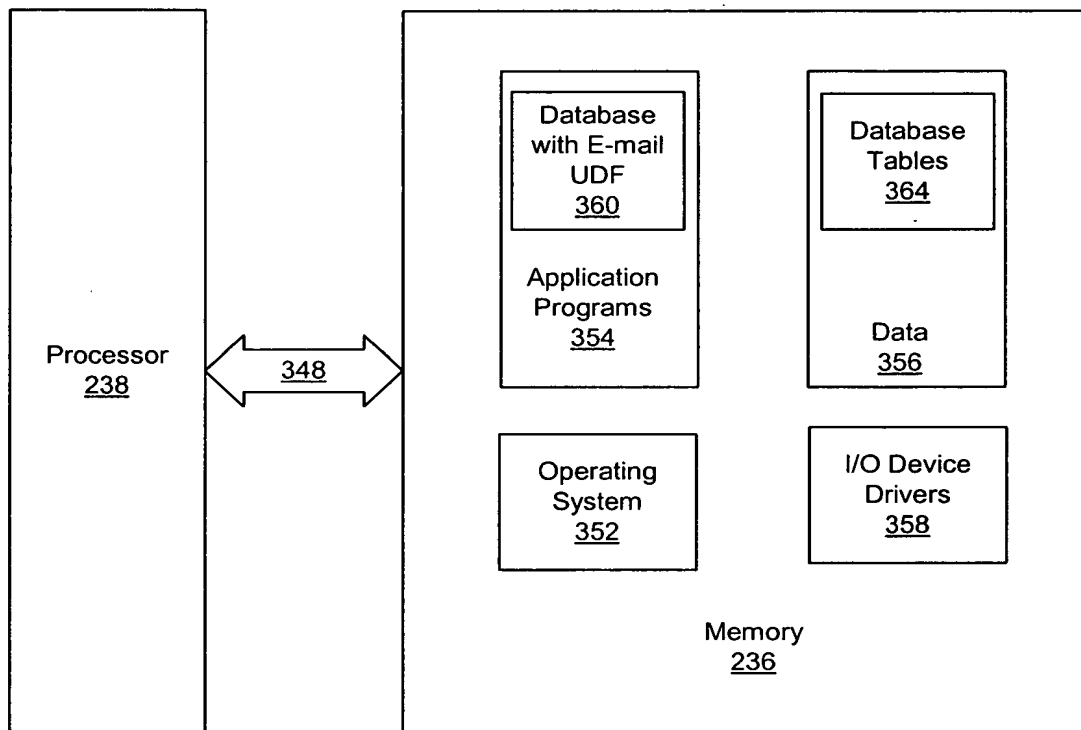 Processor
238
348
Database
with E-mail
UDF
360
Application
Programs
354
Database
Tables
364
Data
356
Operating
System
352
I/O Device
Drivers
358
Memory
236